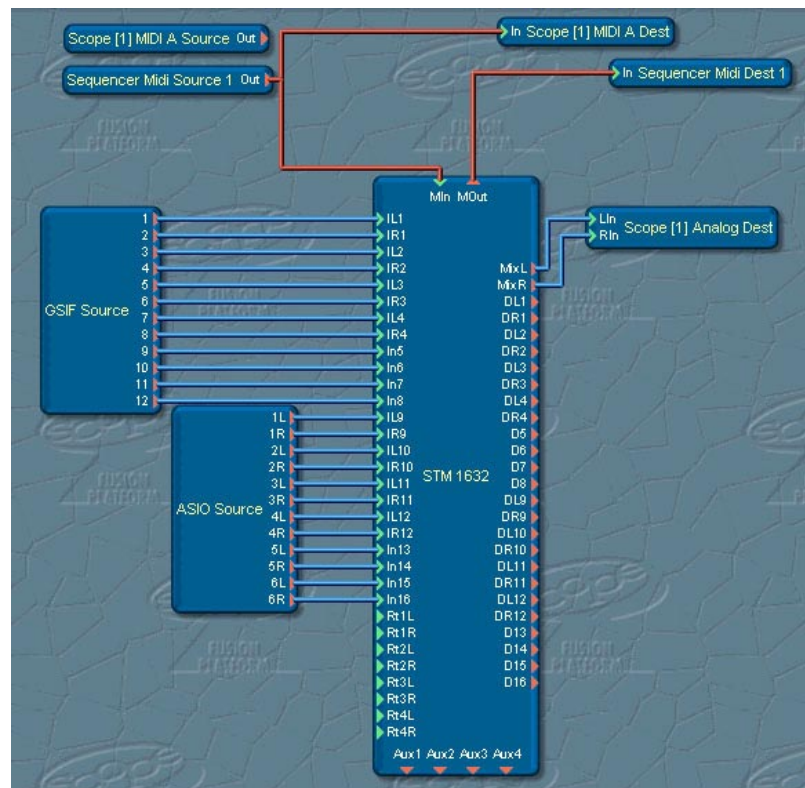 Scope [1] MIDI A Source Out
In Scope [1] MIDI A Dest
Sequencer Midi Source 1 Out
In Sequencer Midi Dest 1
MIn MOut
GSIF Source
1
2
3
4
5
6
7
8
9
10
11
12
ASIO Source
1L
1R
2L
2R
3L
3R
4L
4R
5L
5R
6L
6R
STM 1632
IL1
IR1
IL2
IR2
IL3
IR3
IL4
IR4
In5
In6
In7
In8
IL9
IR9
IL10
IR10
IL11
IR11
IL12
IR12
In13
In14
In15
In16
Rt1L
Rt1R
Rt2L
Rt2R
Rt3L
Rt3R
Rt4L
Rt4R
MixL
MixR
DL1
DR1
DL2
DR2
DL3
DR3
DL4
DR4
D5
D6
D7
D8
DL9
DR9
DL10
DR10
DL11
DR11
DL12
DR12
D13
D14
D15
D16
Aux1 Aux2 Aux3 Aux4
LIn
RIn
Scope [1] Analog Dest
FUSION
PLATFORM
scope